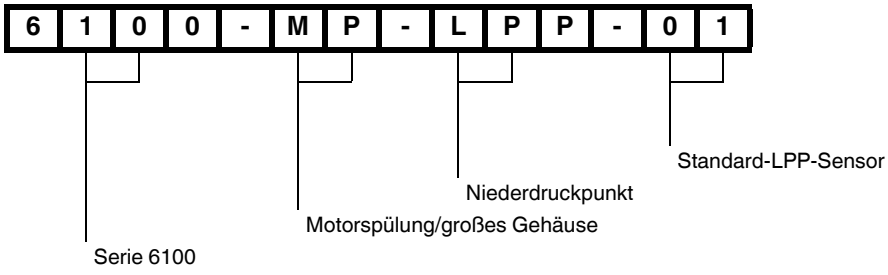 6100-MP-LPP-01
Standard-LPP-Sensor
Niederdruckpunkt
Motorspülung/großes Gehäuse
Serie 6100